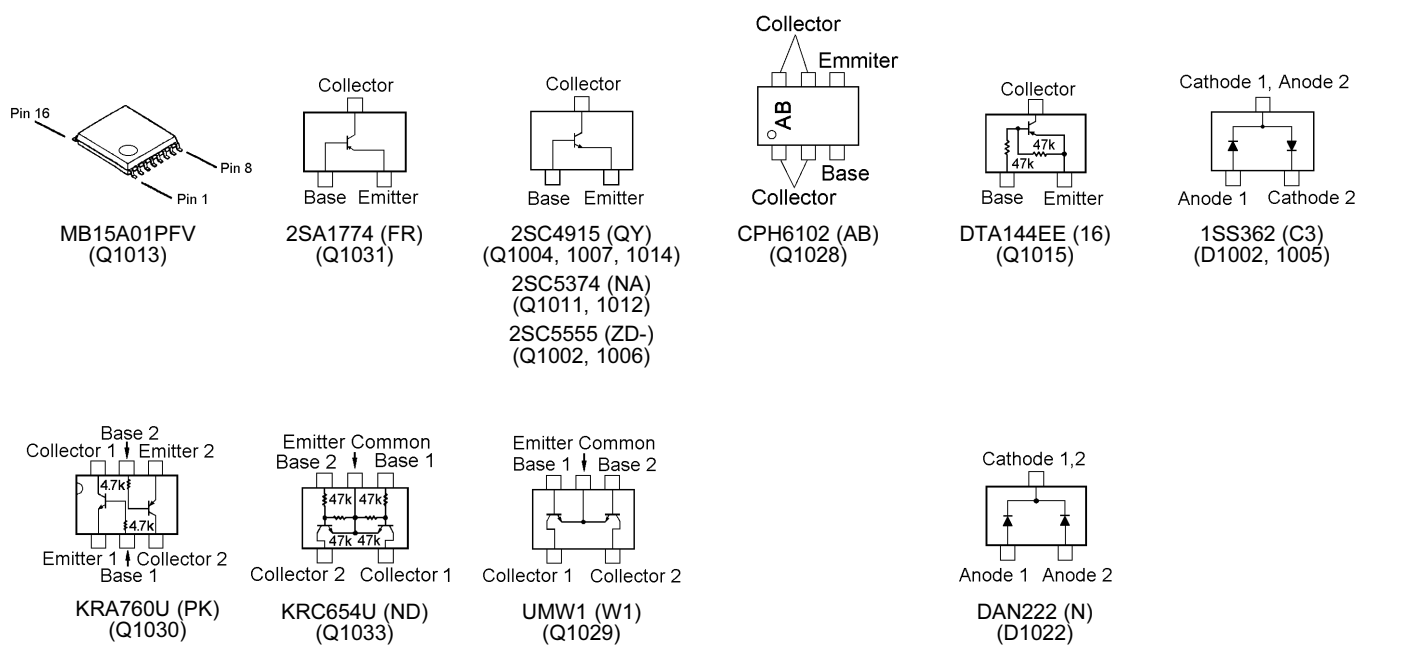 Pin 16
Pin 8
Pin 1
MB15A01PFV
(Q1013)
Collector
Base Emitter
2SA1774 (FR)
(Q1031)
Collector
Base Emitter
2SC4915 (QY)
(Q1004, 1007, 1014)
2SC5374 (NA)
(Q1011, 1012)
2SC5555 (ZD-)
(Q1002, 1006)
Collector
Emmiter
AB
Base
Collector
CPH6102 (AB)
(Q1028)
Collector
47k
47k
Base Emitter
DTA144EE (16)
(Q1015)
Cathode 1, Anode 2
Anode 1 Cathode 2
1SS362 (C3)
(D1002, 1005)
Base 2
Collector 1 Emitter 2
4.7k
4.7k
Emitter 1 Collector 2
Base 1
KRA760U (PK)
(Q1030)
Emitter Common
Base 2 Base 1
47k 47k
47k 47k
Collector 2 Collector 1
KRC654U (ND)
(Q1033)
Emitter Common
Base 1 Base 2
Collector 1 Collector 2
UMW1 (W1)
(Q1029)
Cathode 1,2
Anode 1 Anode 2
DAN222 (N)
(D1022)